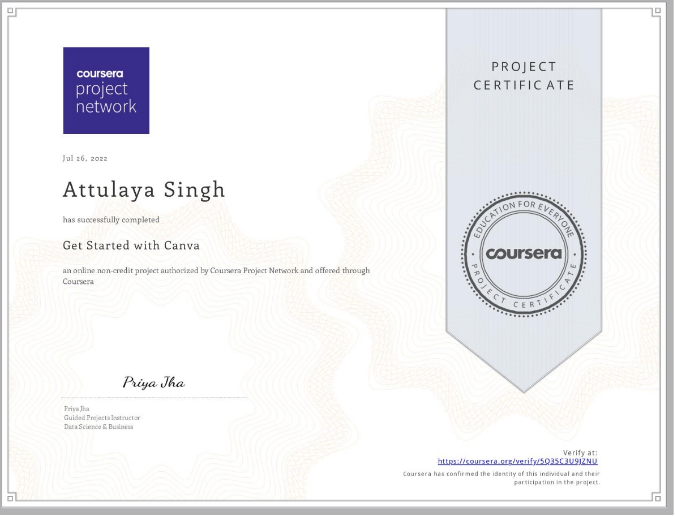 coursera
project
network
PROJECT
CERTIFICATE
Jul 16, 2022
Attulaya Singh
has successfully completed
Get Started with Canva
an online non-credit project authorized by Coursera Project Network and offered through
Coursera
EDUCATION FOR EVERYONE
coursera
PROJECT CERTIFICATE
Priya Jha
Priya Jha
Guided Projects Instructor
Data Science & Business
Verify at:
https://coursera.org/verify/5Q35C3U9JZNU
Coursera has confirmed the identity of this individual and their
participation in the project.